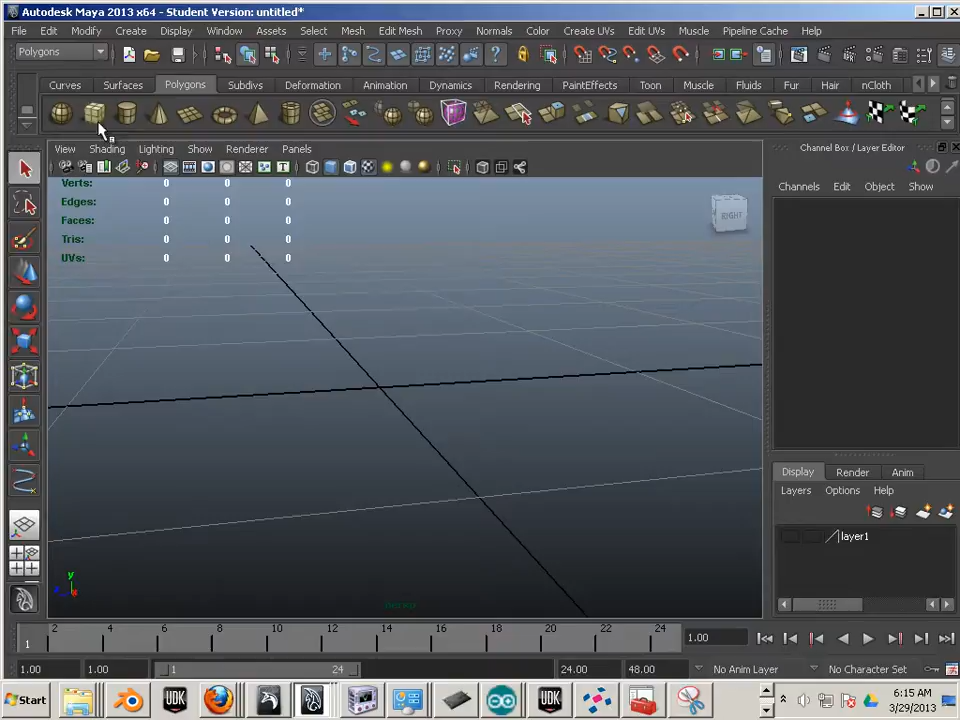 Autodesk Maya 2013 x64 - Student Version: untitled*
File Edit Modify Create Display Window Assets Select Mesh Edit Mesh Proxy Normals Color Create UVs Edit UVs Muscle Pipeline Cache Help
Polygons
Curves Surfaces Polygons Subdivs Deformation Animation Dynamics Rendering PaintEffects Toon Muscle Fluids Fur Hair nCloth
View Shading Lighting Show Renderer Panels
Channel Box / Layer Editor
Channels Edit Object Show
Verts: 0 0 0
Edges: 0 0 0
Faces: 0 0 0
Tris: 0 0 0
UVs: 0 0 0
RIGHT
y
persp
Display Render Anim
Layers Options Help
layer1
1 2 4 6 8 10 12 14 16 18 20 22 24 1.00
1.00 1.00 1 24 24.00 48.00 No Anim Layer No Character Set
Start
6:15 AM
3/29/2013